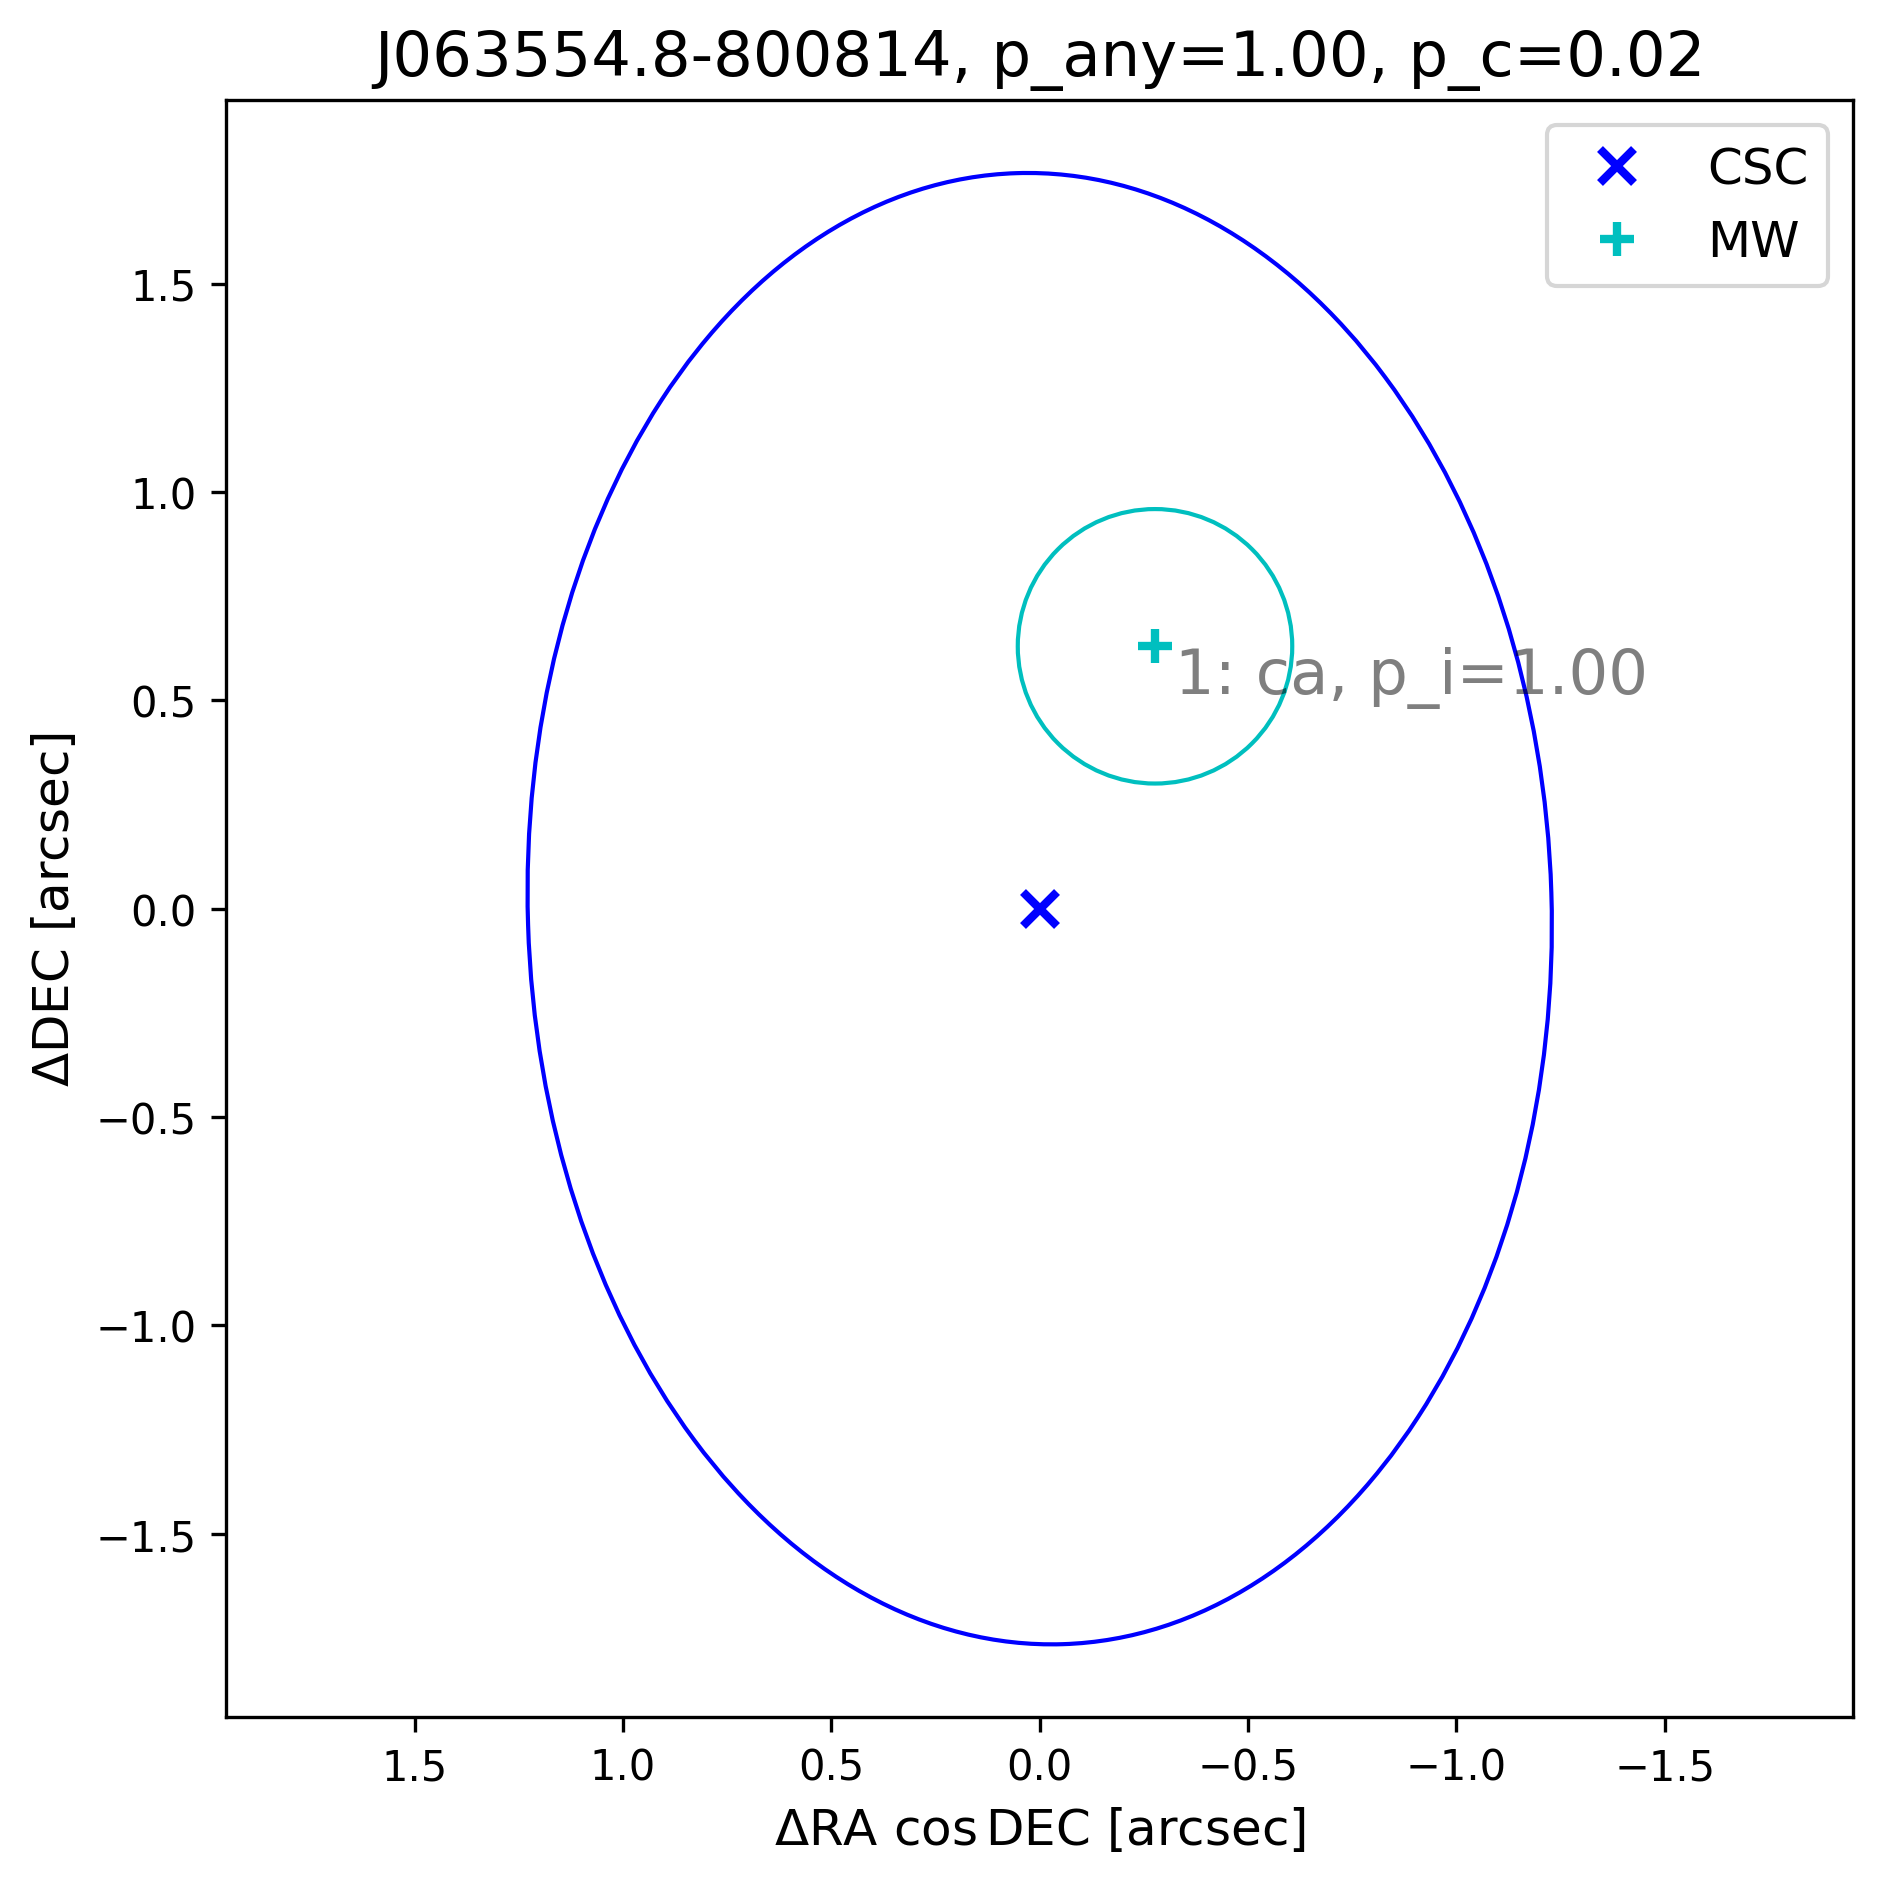 J063554.8-800814, p_any=1.00, p_c=0.02
CSC
MW
1: ca, p_i=1.00
1.5
1.0
0.5
0.0
−0.5
−1.0
−1.5
ΔDEC [arcsec]
1.5 1.0 0.5 0.0 −0.5 −1.0 −1.5
ΔRA cos DEC [arcsec]